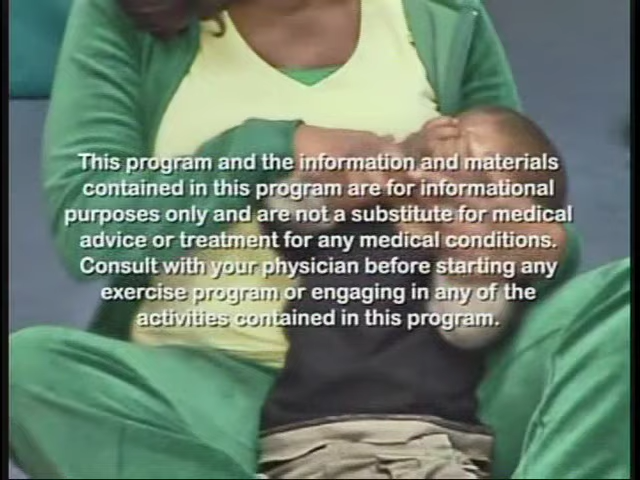 This program and the information and materials
contained in this program are for informational
purposes only and are not a substitute for medical
advice or treatment for any medical conditions.
Consult with your physician before starting any
exercise program or engaging in any of the
activities contained in this program.